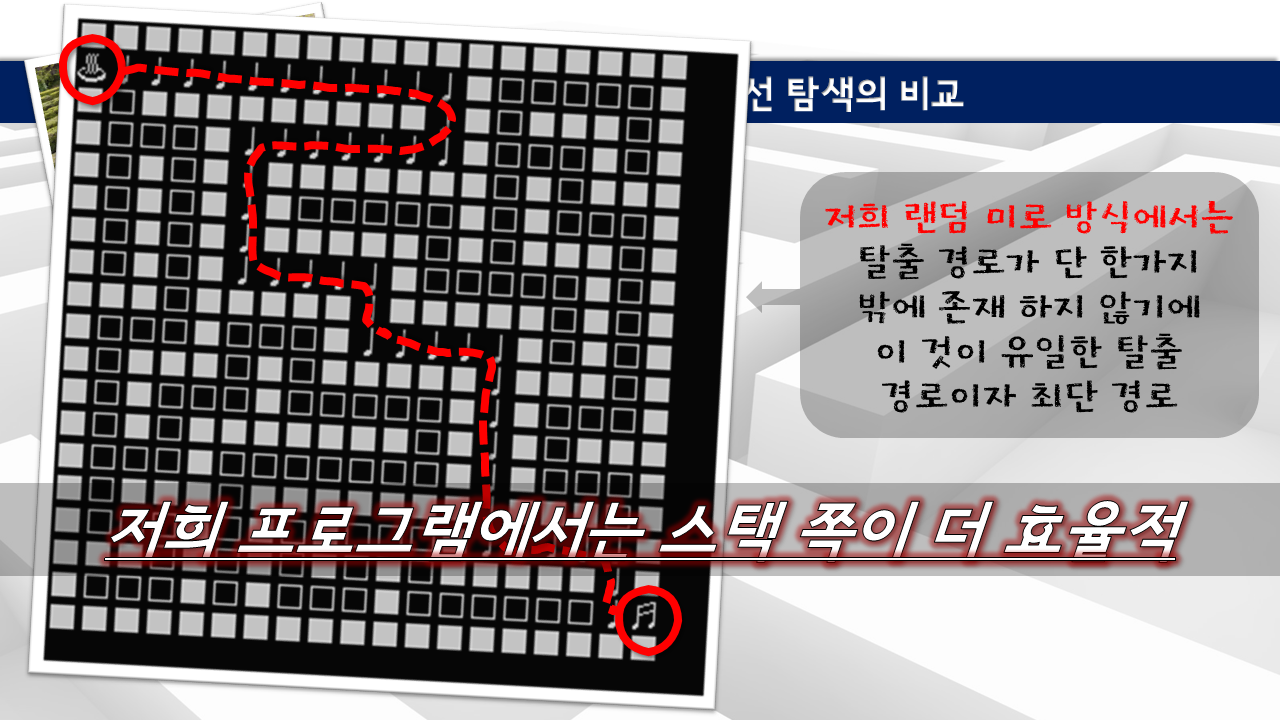 선 탐색의 비교
저희 랜덤 미로 방식에서는
탈출 경로가 단 한가지
밖에 존재 하지 않기에
이 것이 유일한 탈출
경로이자 최단 경로
저희 프로그램에서는 스택 쪽이 더 효율적